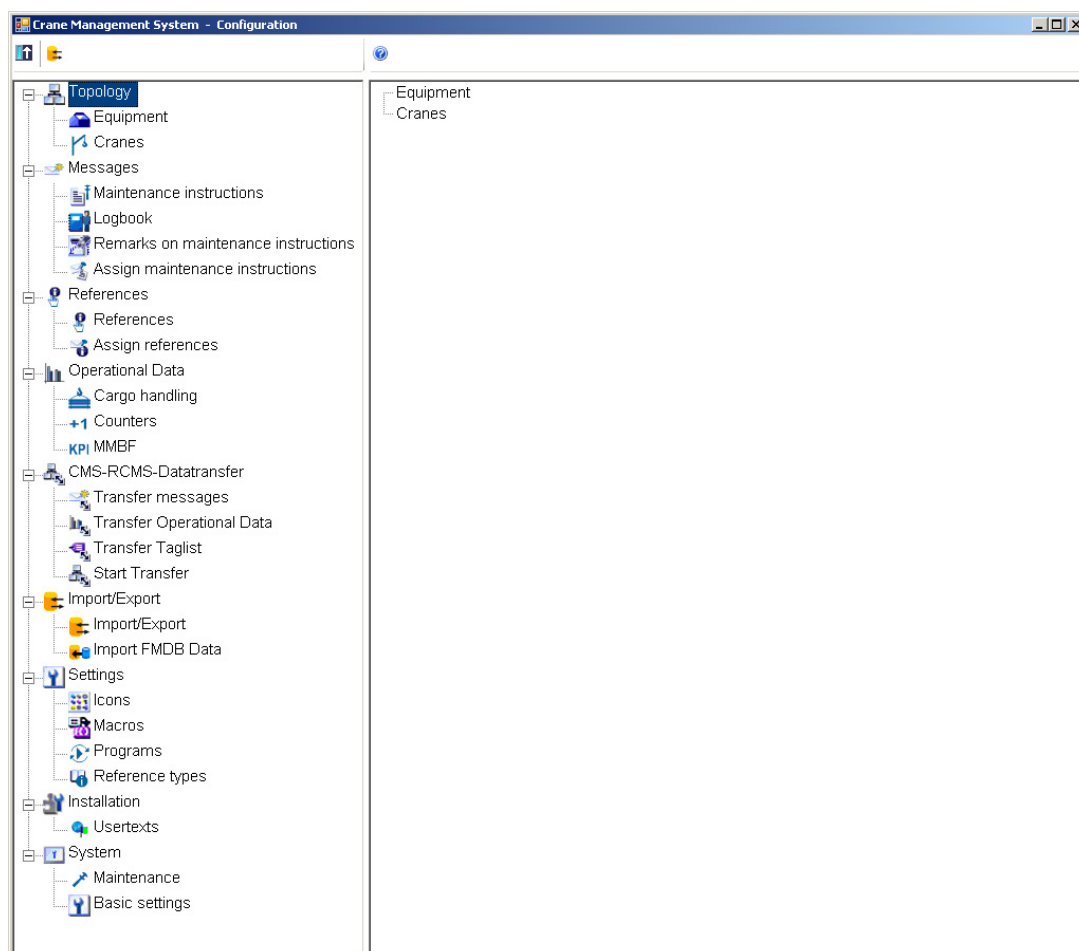 Crane Management System - Configuration
Topology
Equipment
Cranes
Messages
Maintenance instructions
Logbook
Remarks on maintenance instructions
Assign maintenance instructions
References
References
Assign references
Operational Data
Cargo handling
+1 Counters
KPI MMBF
CMS-RCMS-Datatransfer
Transfer messages
Transfer Operational Data
Transfer Taglist
Start Transfer
Import/Export
Import/Export
Import FMDB Data
Settings
Icons
Macros
Programs
Reference types
Installation
Usertexts
System
Maintenance
Basic settings
Equipment
Cranes